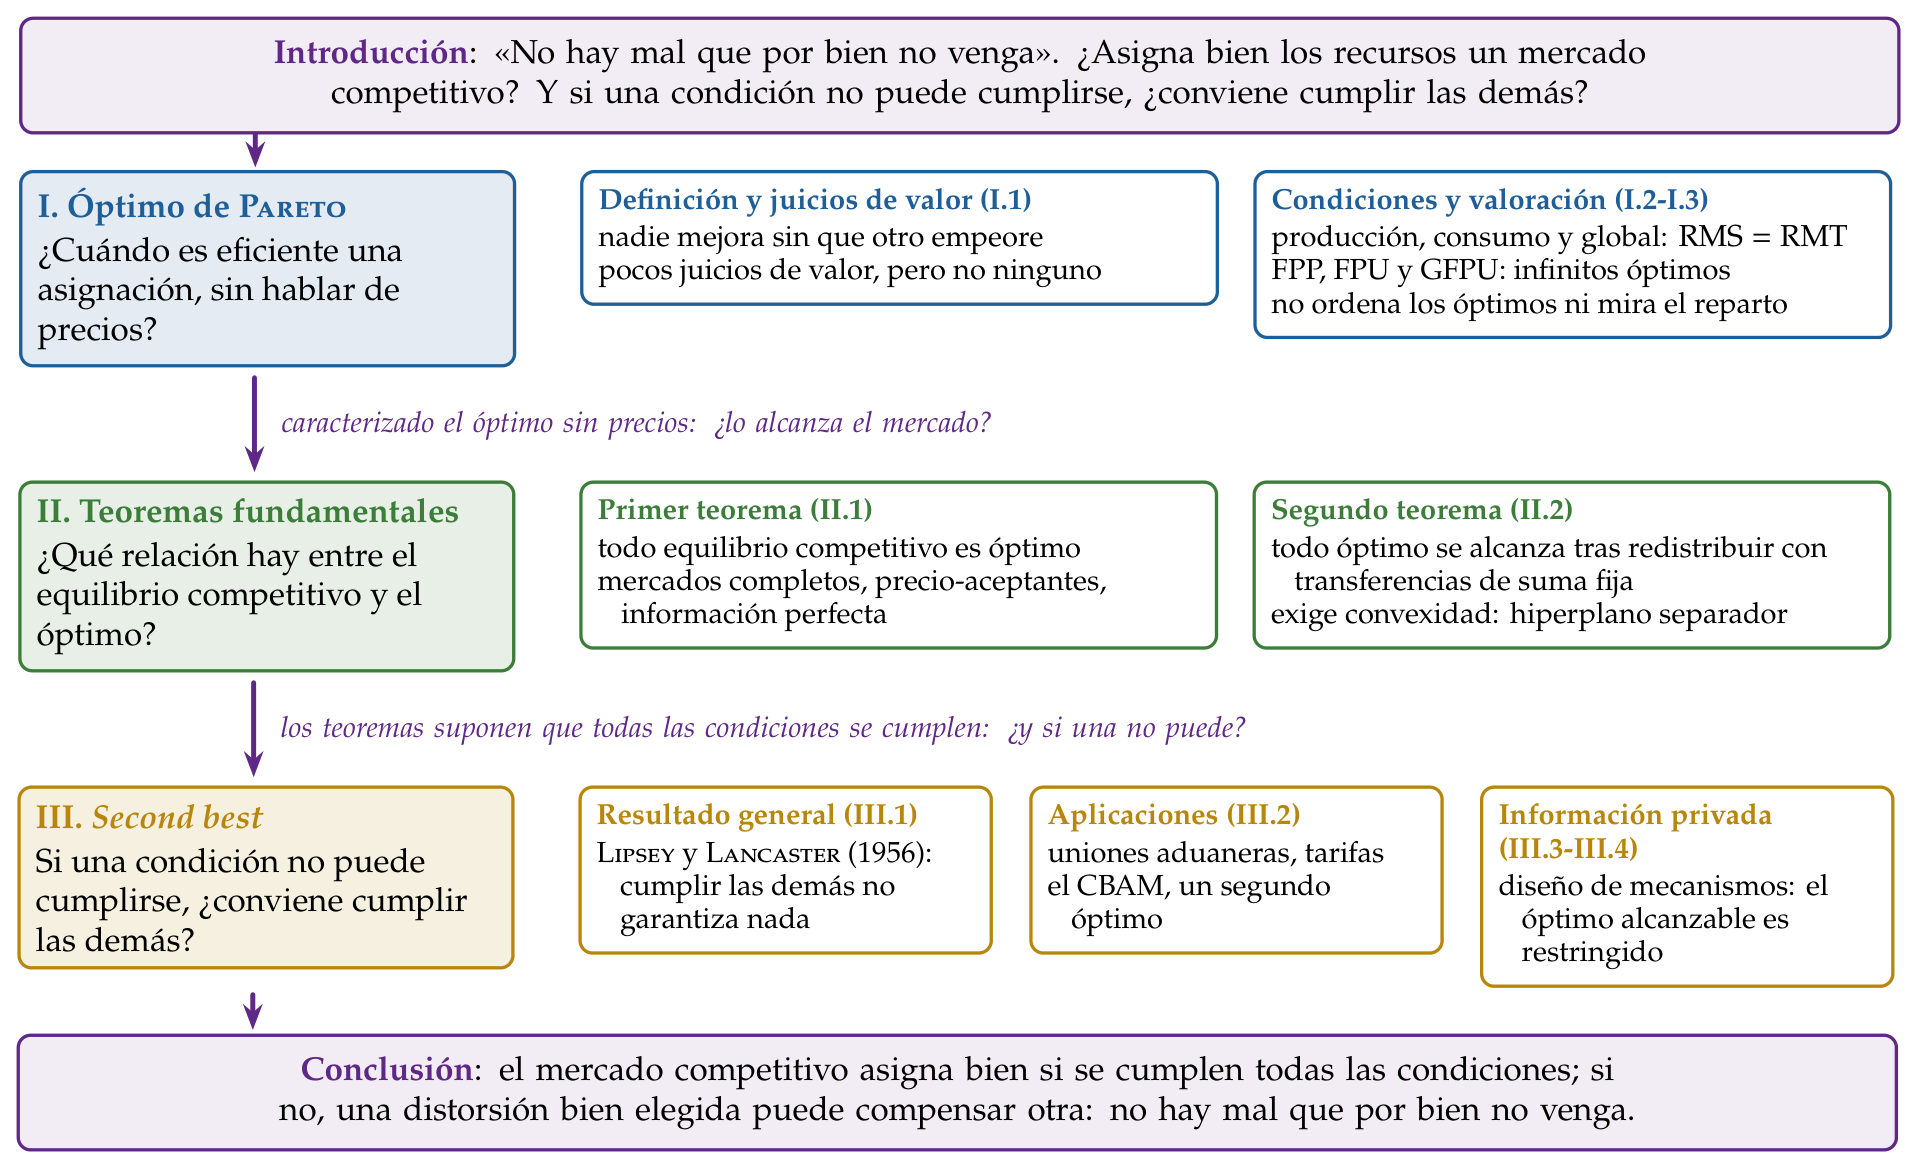 Introducción: «No hay mal que por bien no venga». ¿Asigna bien los recursos un mercado
competitivo? Y si una condición no puede cumplirse, ¿conviene cumplir las demás?
I. Óptimo de Pareto
¿Cuándo es eficiente una
asignación, sin hablar de
precios?
Definición y juicios de valor (I.1)
nadie mejora sin que otro empeore
pocos juicios de valor, pero no ninguno
Condiciones y valoración (I.2-I.3)
producción, consumo y global: RMS = RMT
FPP, FPU y GFPU: infinitos óptimos
no ordena los óptimos ni mira el reparto
caracterizado el óptimo sin precios: ¿lo alcanza el mercado?
II. Teoremas fundamentales
¿Qué relación hay entre el
equilibrio competitivo y el
óptimo?
Primer teorema (II.1)
todo equilibrio competitivo es óptimo
mercados completos, precio-aceptantes,
información perfecta
Segundo teorema (II.2)
todo óptimo se alcanza tras redistribuir con
transferencias de suma fija
exige convexidad: hiperplano separador
los teoremas suponen que todas las condiciones se cumplen: ¿y si una no puede?
III. Second best
Si una condición no puede
cumplirse, ¿conviene cumplir
las demás?
Resultado general (III.1)
Lipsey y Lancaster (1956):
cumplir las demás no
garantiza nada
Aplicaciones (III.2)
uniones aduaneras, tarifas
el CBAM, un segundo
óptimo
Información privada
(III.3-III.4)
diseño de mecanismos: el
óptimo alcanzable es
restringido
Conclusión: el mercado competitivo asigna bien si se cumplen todas las condiciones; si
no, una distorsión bien elegida puede compensar otra: no hay mal que por bien no venga.